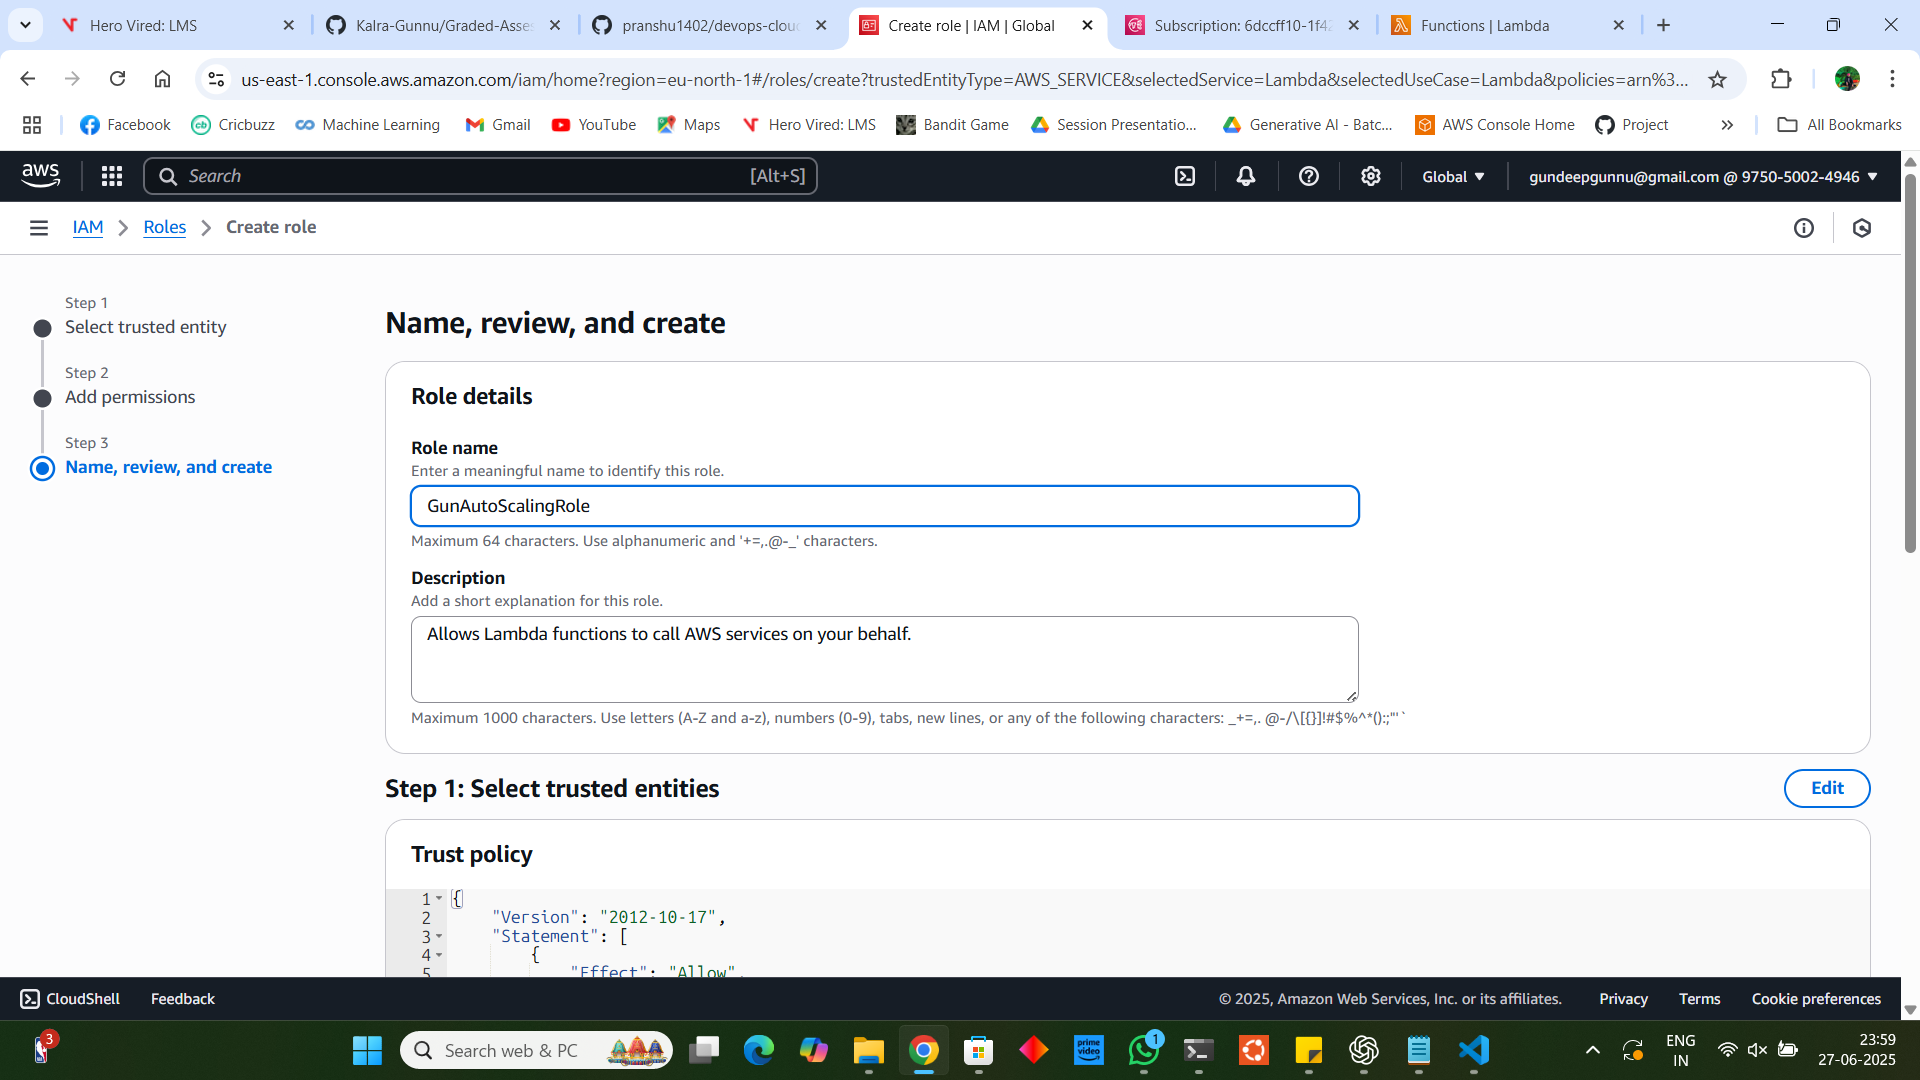 Hero Vired: LMS
Kalra-Gunnu/Graded-Asse
pranshu1402/devops-clou
Create role | IAM | Global
Subscription: 6dccff10-1f42
Functions | Lambda
us-east-1.console.aws.amazon.com/iam/home?region=eu-north-1#/roles/create?trustedEntityType=AWS_SERVICE&selectedService=Lambda&selectedUseCase=Lambda&policies=arn%3...
Facebook
Cricbuzz
Machine Learning
Gmail
YouTube
Maps
Hero Vired: LMS
Bandit Game
Session Presentatio...
Generative AI - Batc...
AWS Console Home
Project
All Bookmarks
aws
Search
[Alt+S]
Global
gundeepgunnu@gmail.com @ 9750-5002-4946
IAM
Roles
Create role
Step 1
Select trusted entity
Step 2
Add permissions
Step 3
Name, review, and create
Name, review, and create
Role details
Role name
Enter a meaningful name to identify this role.
GunAutoScalingRole
Maximum 64 characters. Use alphanumeric and '+=,.@-_' characters.
Description
Add a short explanation for this role.
Allows Lambda functions to call AWS services on your behalf.
Maximum 1000 characters. Use letters (A-Z and a-z), numbers (0-9), tabs, new lines, or any of the following characters: _+=,. @-/\[{}]!#$%^*():;"'`
Step 1: Select trusted entities
Edit
Trust policy
1 {
2 "Version": "2012-10-17",
3 "Statement": [
4 {
5 "Effect": "Allow",
CloudShell
Feedback
© 2025, Amazon Web Services, Inc. or its affiliates.
Privacy
Terms
Cookie preferences
3
Search web & PC
prime video
1
ENG
IN
23:59
27-06-2025